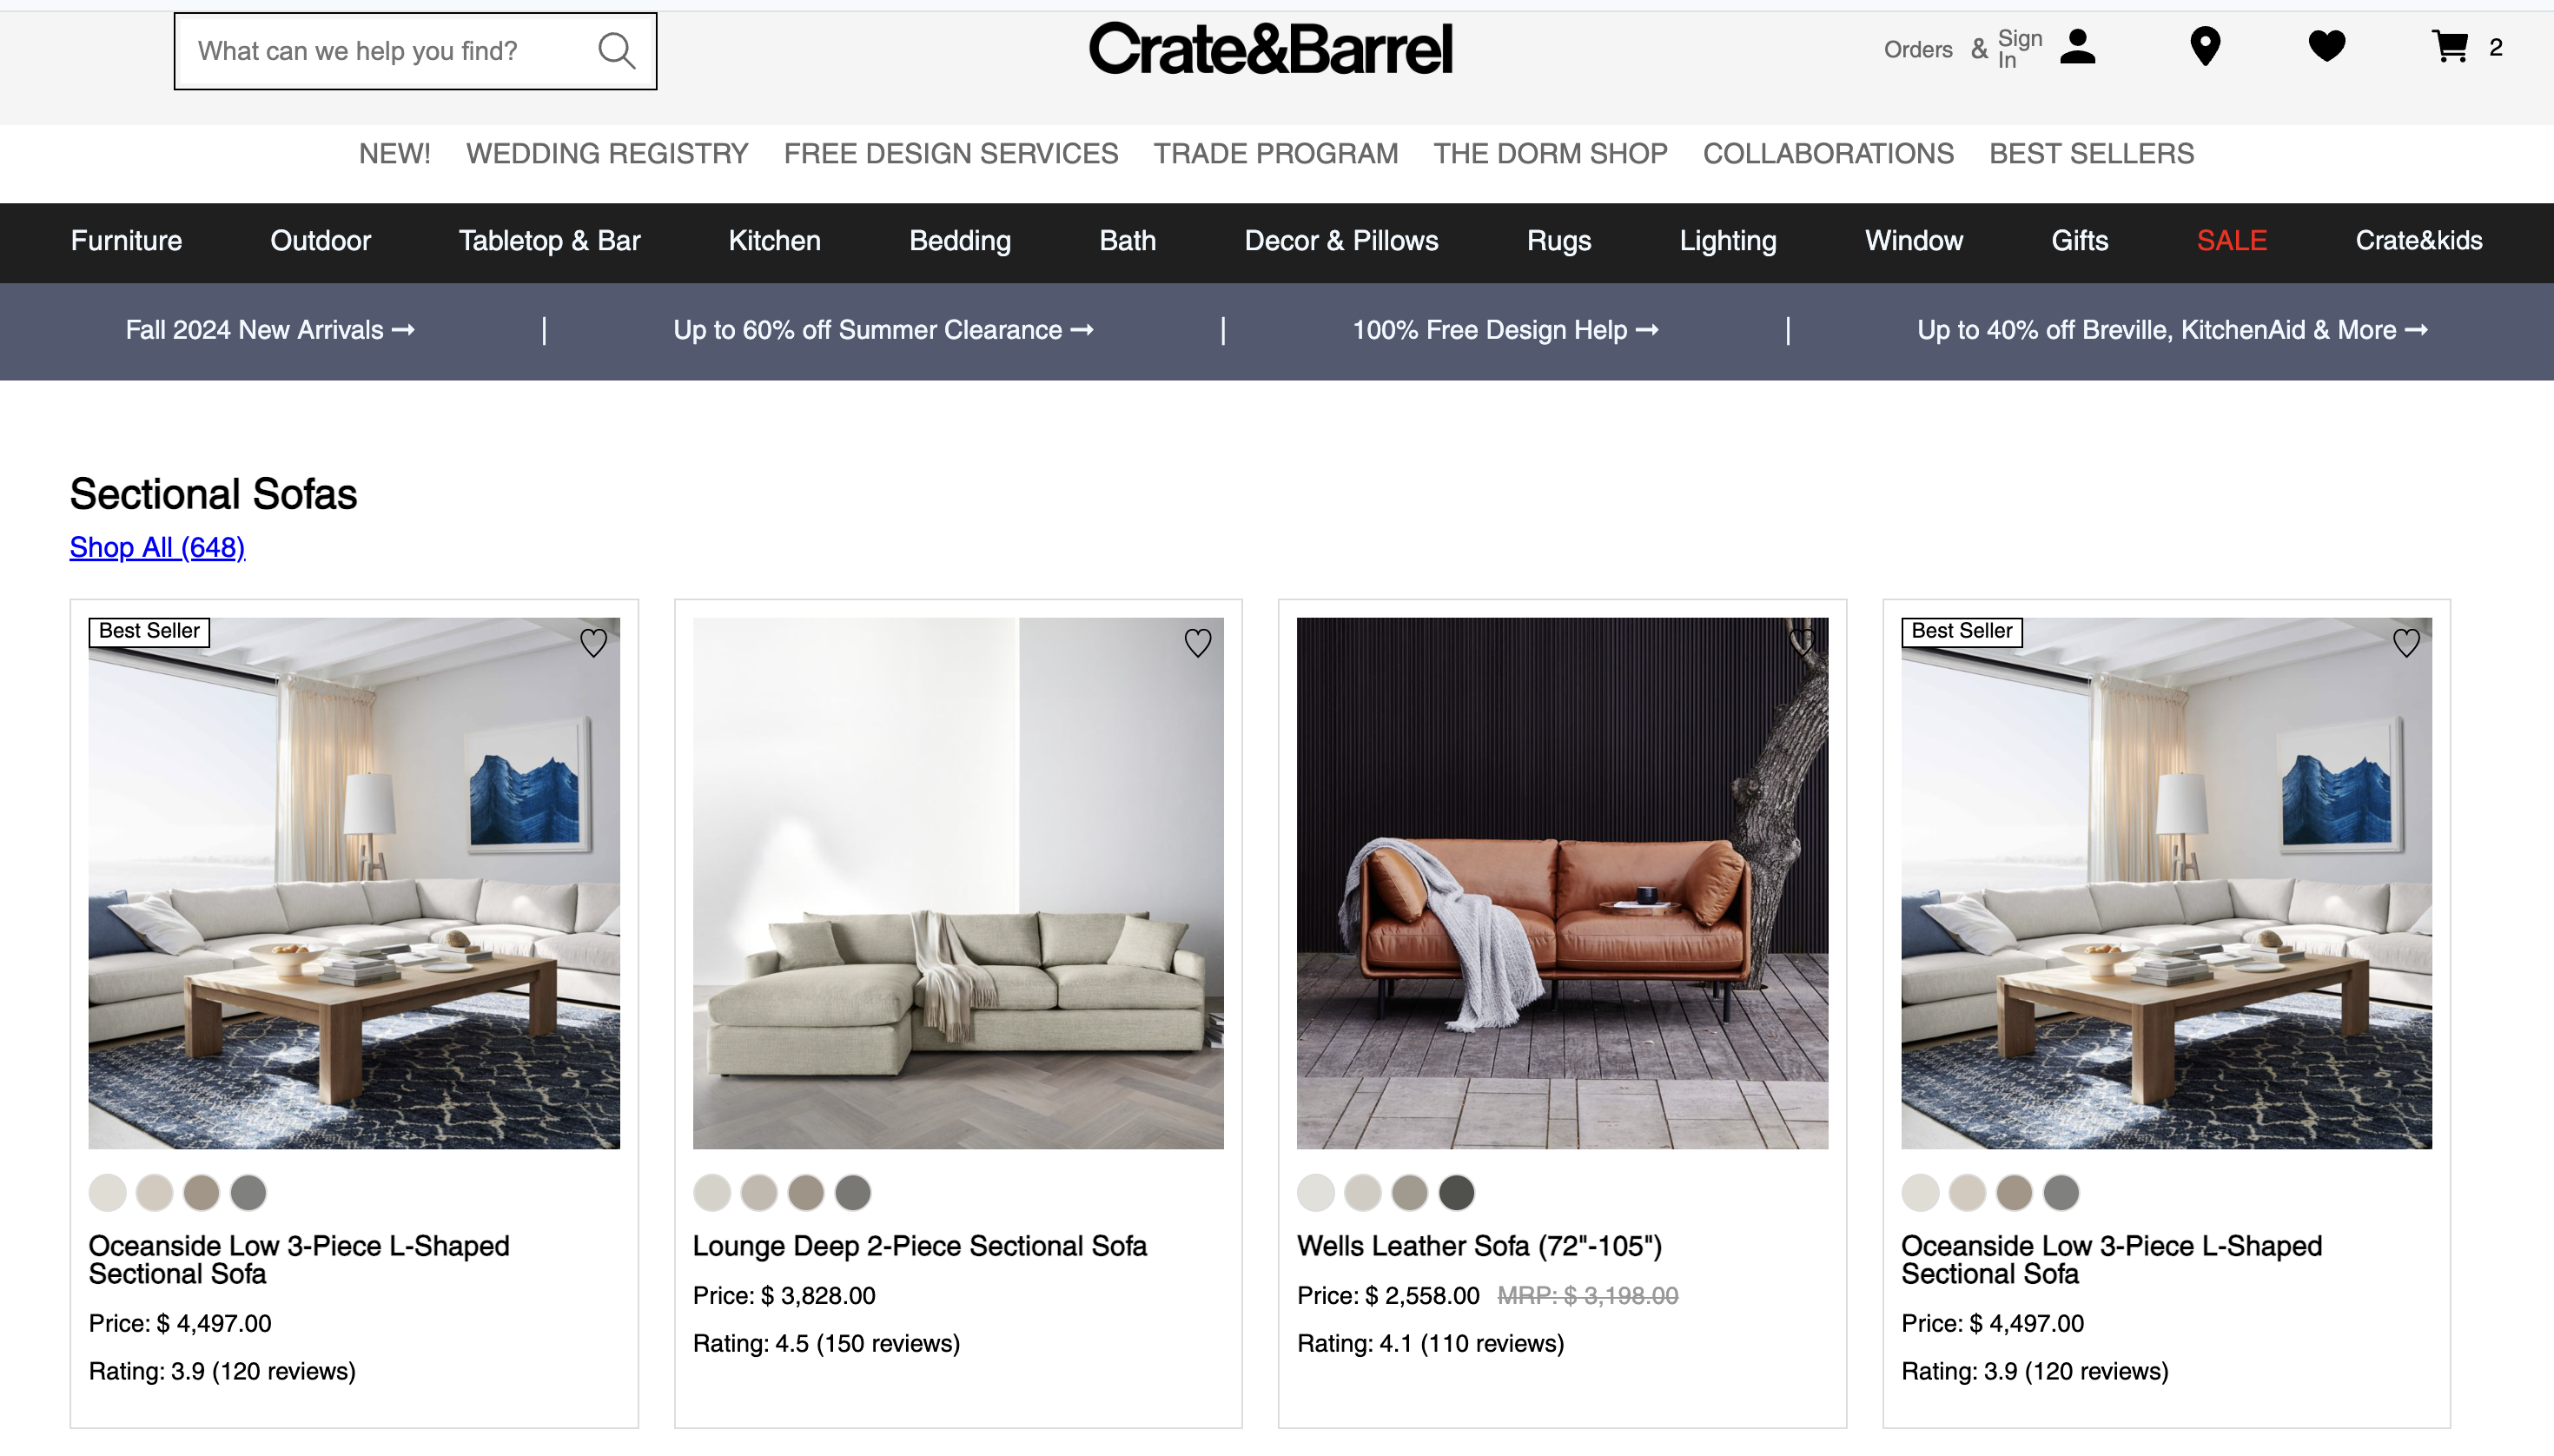 What can we help you find?
Crate&Barrel
Orders & Sign In
2
NEW! WEDDING REGISTRY FREE DESIGN SERVICES TRADE PROGRAM THE DORM SHOP COLLABORATIONS BEST SELLERS
Furniture Outdoor Tabletop & Bar Kitchen Bedding Bath Decor & Pillows Rugs Lighting Window Gifts SALE Crate&kids
Fall 2024 New Arrivals → | Up to 60% off Summer Clearance → | 100% Free Design Help → | Up to 40% off Breville, KitchenAid & More →
Sectional Sofas
Shop All (648)
Best Seller
Oceanside Low 3-Piece L-Shaped
Sectional Sofa
Price: $ 4,497.00
Rating: 3.9 (120 reviews)
Lounge Deep 2-Piece Sectional Sofa
Price: $ 3,828.00
Rating: 4.5 (150 reviews)
Wells Leather Sofa (72"-105")
Price: $ 2,558.00 MRP: $ 3,198.00
Rating: 4.1 (110 reviews)
Best Seller
Oceanside Low 3-Piece L-Shaped
Sectional Sofa
Price: $ 4,497.00
Rating: 3.9 (120 reviews)